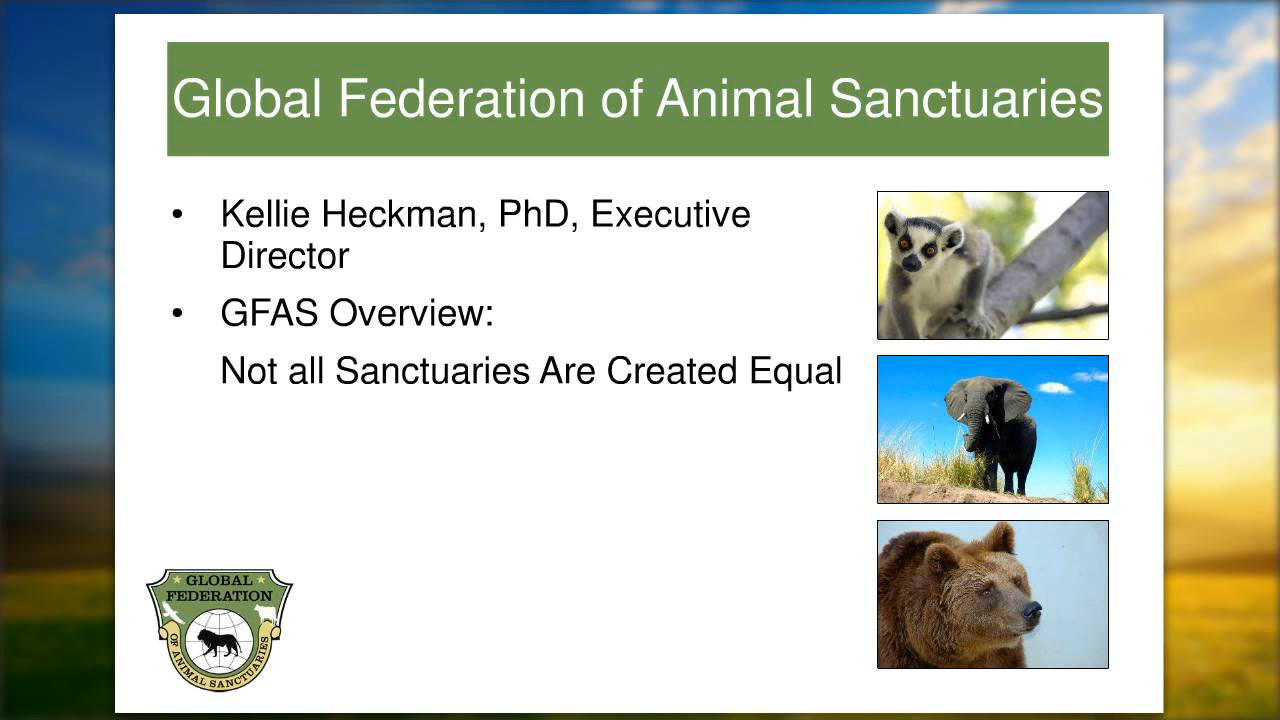 Global Federation of Animal Sanctuaries
• Kellie Heckman, PhD, Executive
Director
• GFAS Overview:
Not all Sanctuaries Are Created Equal
GLOBAL
FEDERATION
OF ANIMAL SANCTUARIES